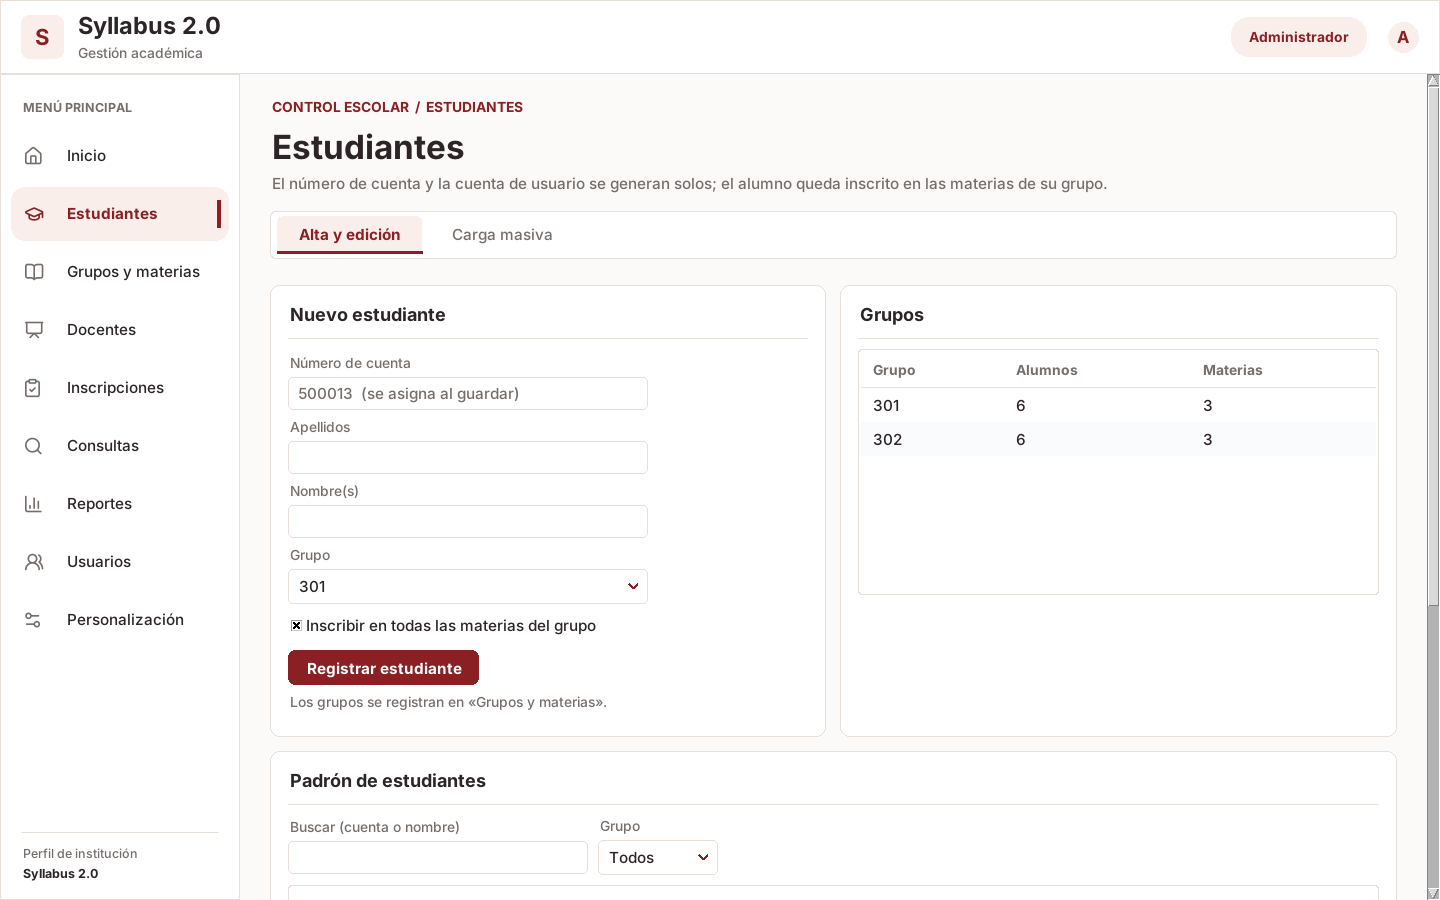 S
Syllabus 2.0
Gestión académica
Administrador
A
MENÚ PRINCIPAL
Inicio
Estudiantes
Grupos y materias
Docentes
Inscripciones
Consultas
Reportes
Usuarios
Personalización
Perfil de institución
Syllabus 2.0
CONTROL ESCOLAR / ESTUDIANTES
Estudiantes
El número de cuenta y la cuenta de usuario se generan solos; el alumno queda inscrito en las materias de su grupo.
Alta y edición
Carga masiva
Nuevo estudiante
Número de cuenta
500013 (se asigna al guardar)
Apellidos
Nombre(s)
Grupo
301
Inscribir en todas las materias del grupo
Registrar estudiante
Los grupos se registran en «Grupos y materias».
Grupos
Grupo Alumnos Materias
301 6 3
302 6 3
Padrón de estudiantes
Buscar (cuenta o nombre)
Grupo
Todos